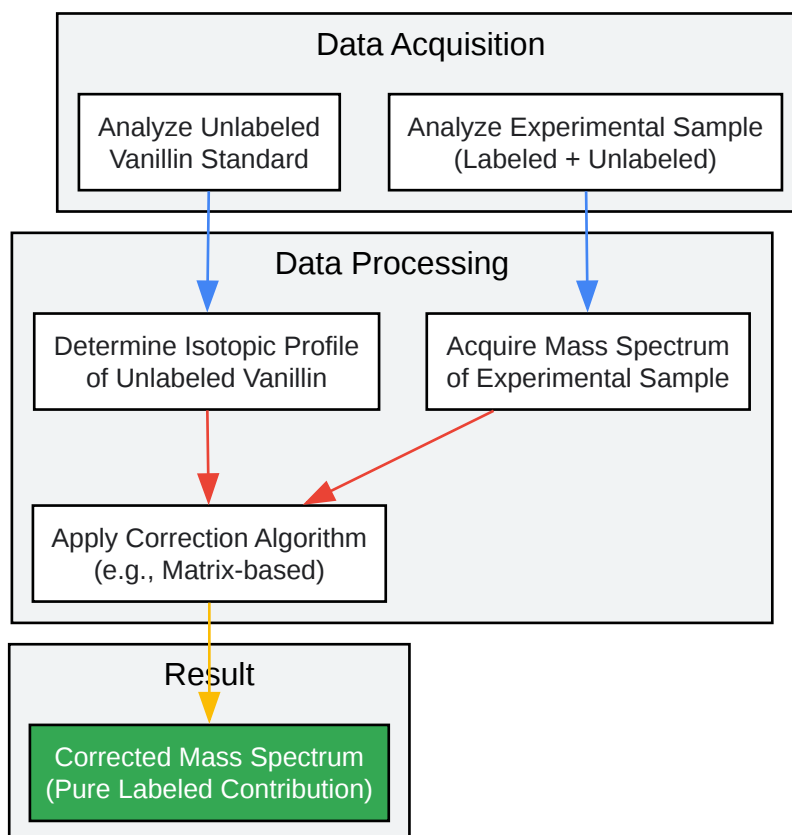 Data Acquisition
Analyze Unlabeled
Vanillin Standard
Analyze Experimental Sample
(Labeled + Unlabeled)
Data Processing
Determine Isotopic Profile
of Unlabeled Vanillin
Acquire Mass Spectrum
of Experimental Sample
Apply Correction Algorithm
(e.g., Matrix-based)
Result
Corrected Mass Spectrum
(Pure Labeled Contribution)